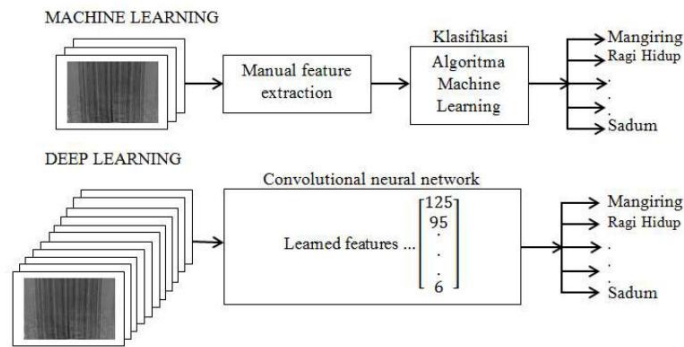 MACHINE LEARNING
Manual feature
extraction
Klasifikasi
Algoritma
Machine
Learning
Mangiring
Ragi Hidup
.
.
.
Sadum
DEEP LEARNING
Convolutional neural network
Learned features ...
125
95
.
.
.
6
Mangiring
Ragi Hidup
.
.
.
Sadum